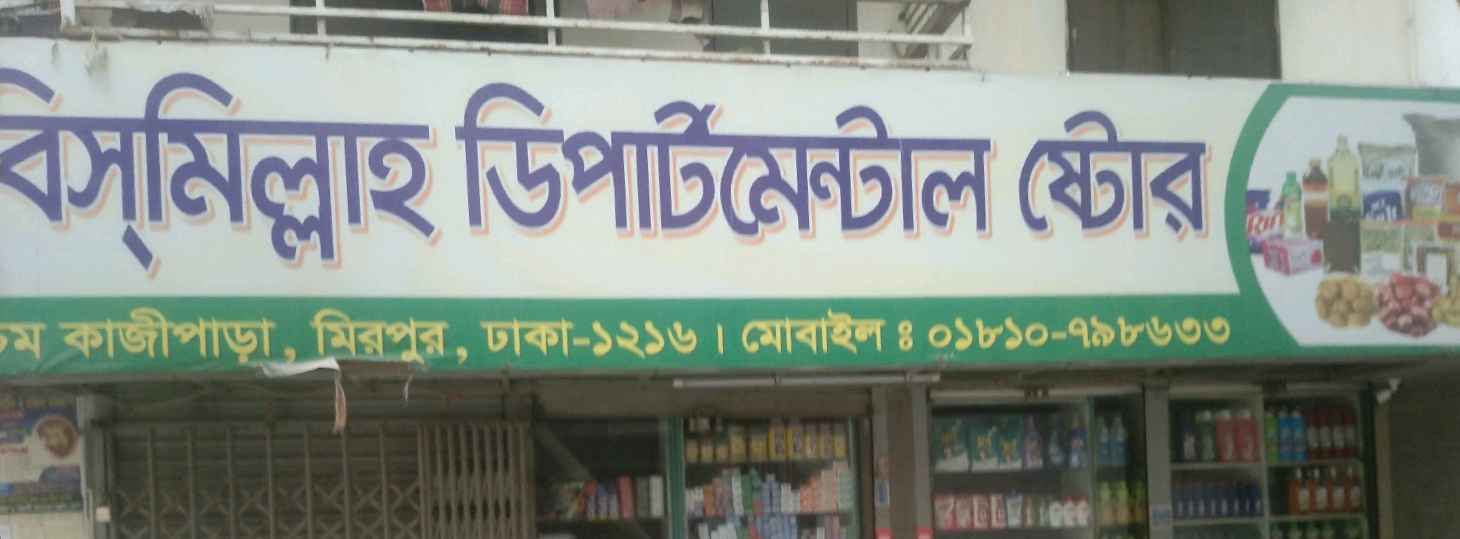 বিস্‌মিল্লাহ ডিপার্টমেন্টাল ষ্টোর
কাজীপাড়া, মিরপুর, ঢাকা-১২১৬। মোবাইল ঃ ০১৮১০-৭৯৮৬৩৩